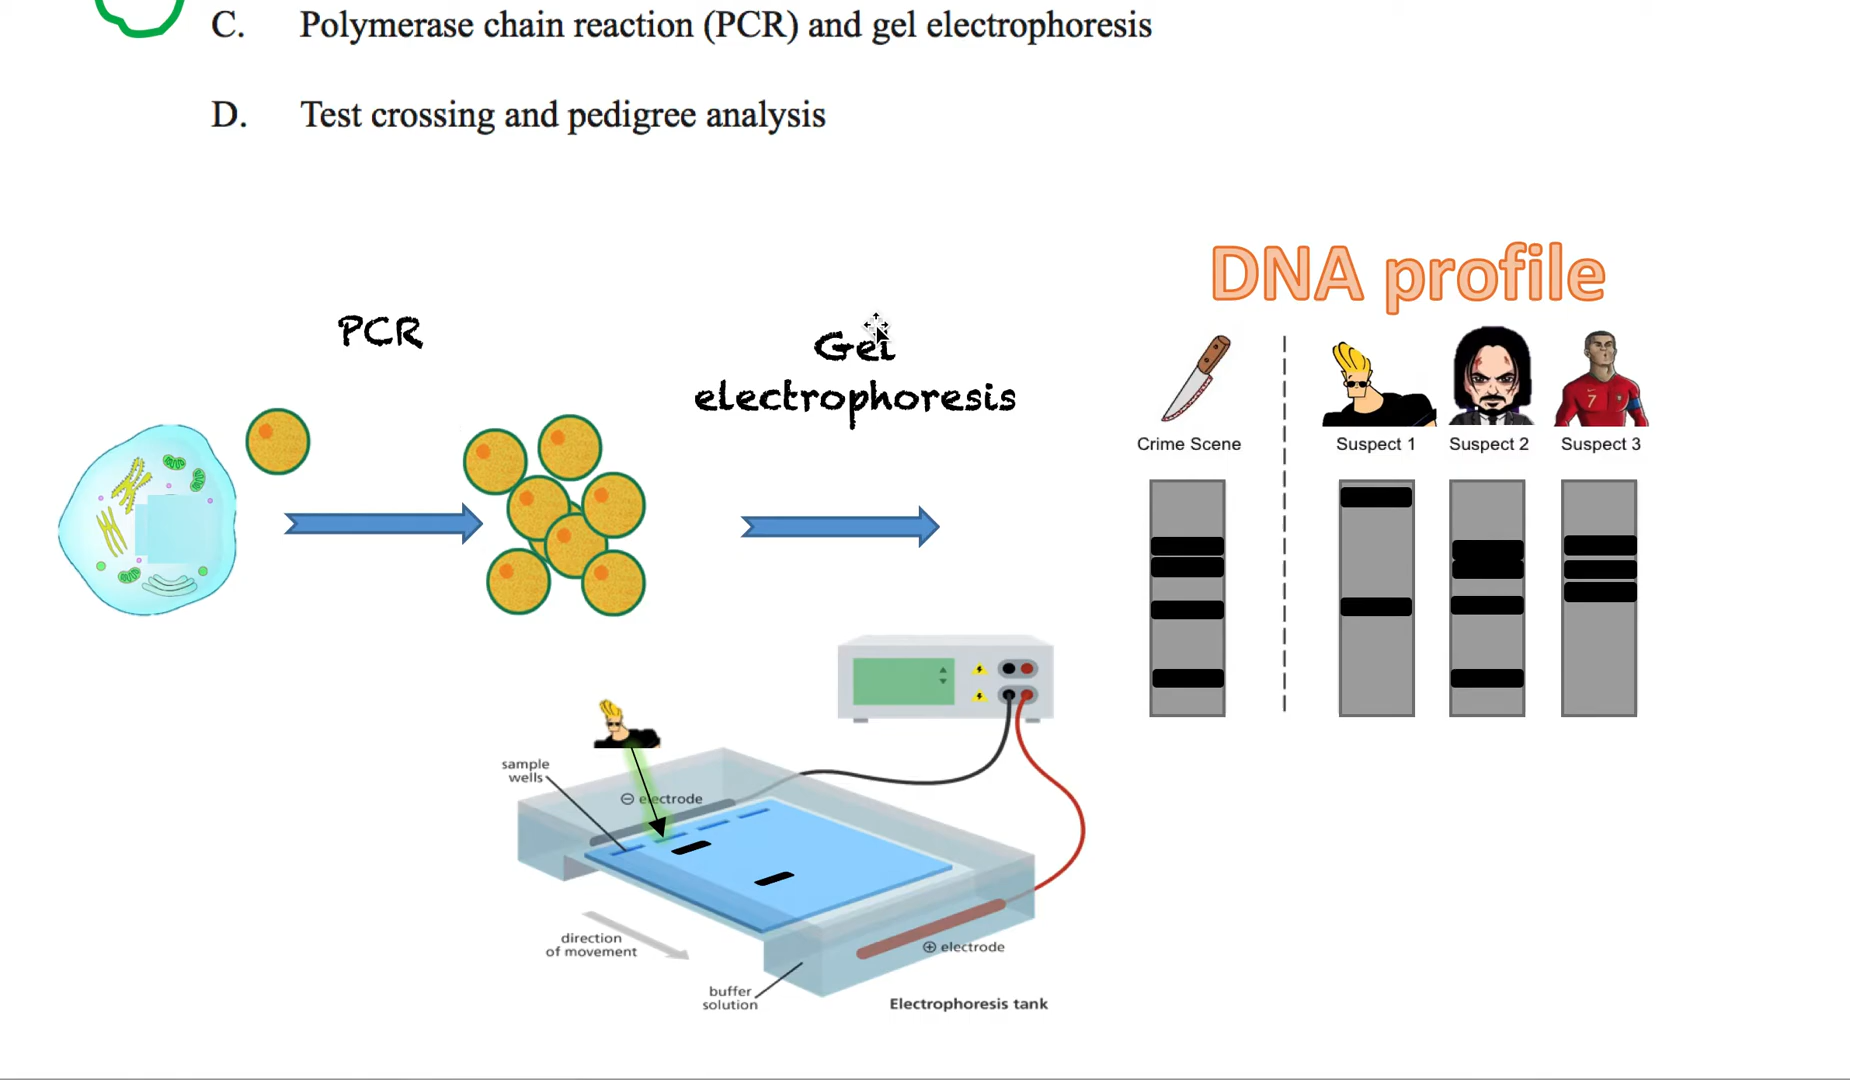 C. Polymerase chain reaction (PCR) and gel electrophoresis
D. Test crossing and pedigree analysis
DNA profile
PCR
Gel
electrophoresis
Crime Scene
Suspect 1
Suspect 2
Suspect 3
7
sample
wells
⊖ electrode
direction
of movement
buffer
solution
⊕ electrode
Electrophoresis tank